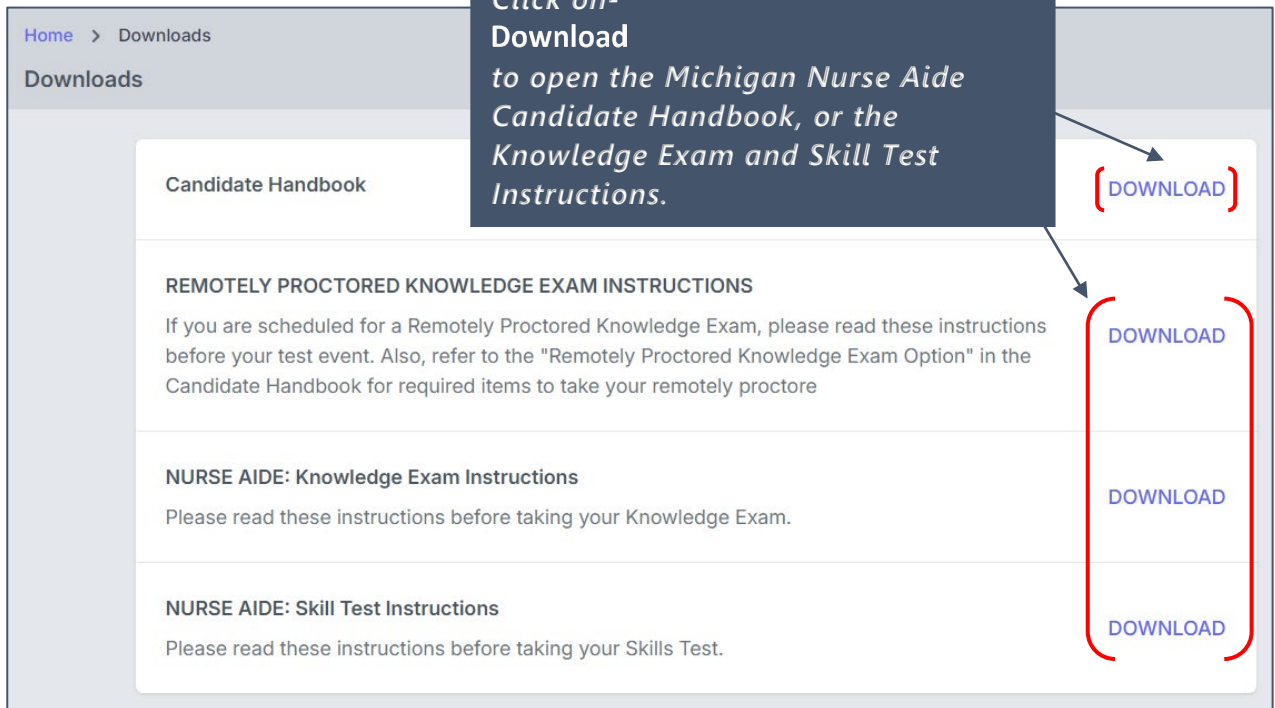 Home > Downloads
Downloads
Click on-
Download
to open the Michigan Nurse Aide
Candidate Handbook, or the
Knowledge Exam and Skill Test
Instructions.
Candidate Handbook
DOWNLOAD
REMOTELY PROCTORED KNOWLEDGE EXAM INSTRUCTIONS
If you are scheduled for a Remotely Proctored Knowledge Exam, please read these instructions
before your test event. Also, refer to the "Remotely Proctored Knowledge Exam Option" in the
Candidate Handbook for required items to take your remotely proctore
DOWNLOAD
NURSE AIDE: Knowledge Exam Instructions
Please read these instructions before taking your Knowledge Exam.
DOWNLOAD
NURSE AIDE: Skill Test Instructions
Please read these instructions before taking your Skills Test.
DOWNLOAD